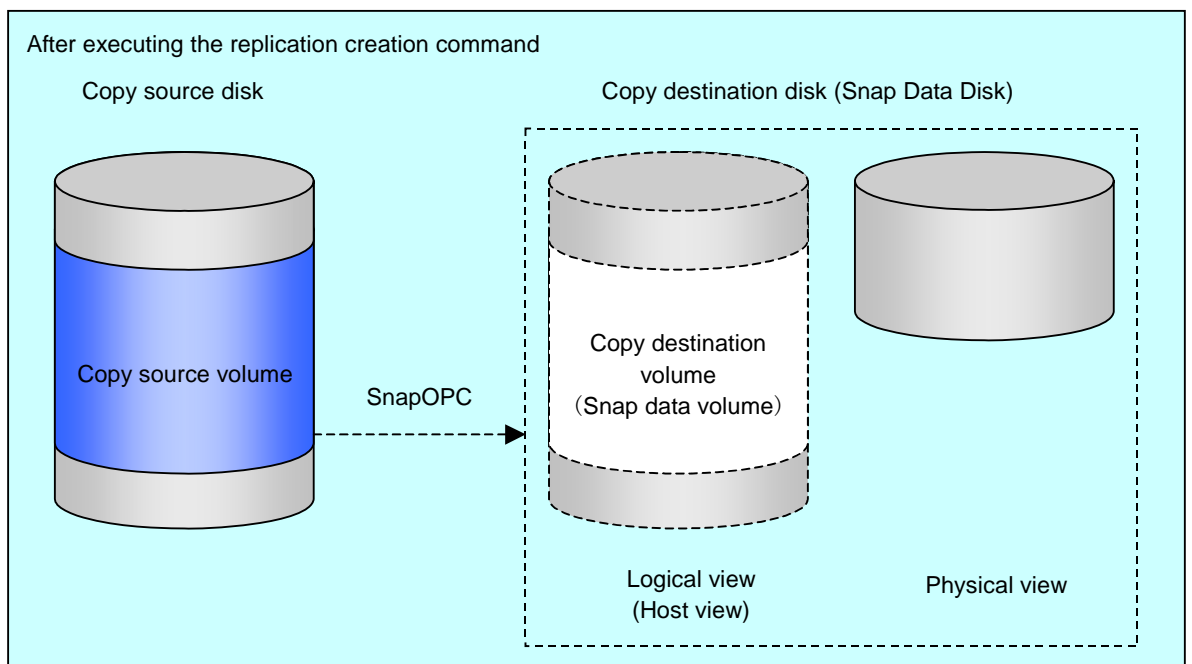 After executing the replication creation command
Copy source disk
Copy destination disk (Snap Data Disk)
Copy source volume
SnapOPC
Copy destination
volume
（Snap data volume）
Logical view
(Host view)
Physical view